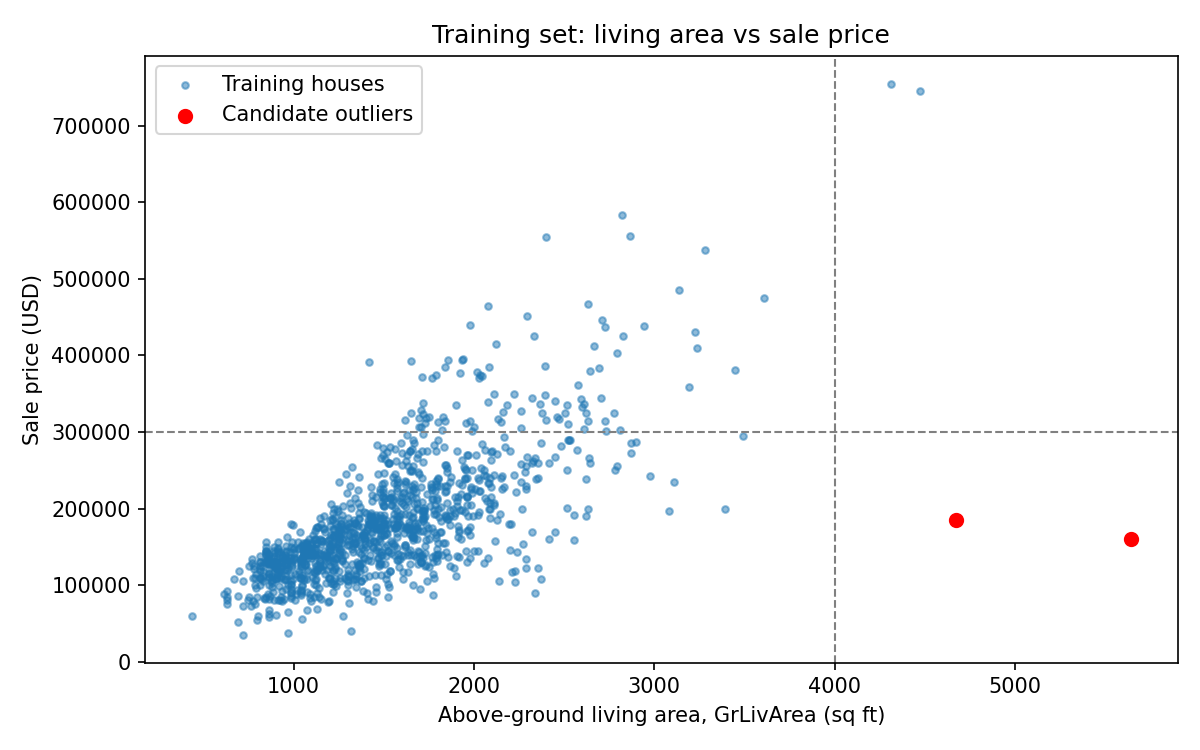 Training set: living area vs sale price
Training houses
Candidate outliers
700000
600000
500000
400000
300000
200000
100000
0
Sale price (USD)
1000
2000
3000
4000
5000
Above-ground living area, GrLivArea (sq ft)